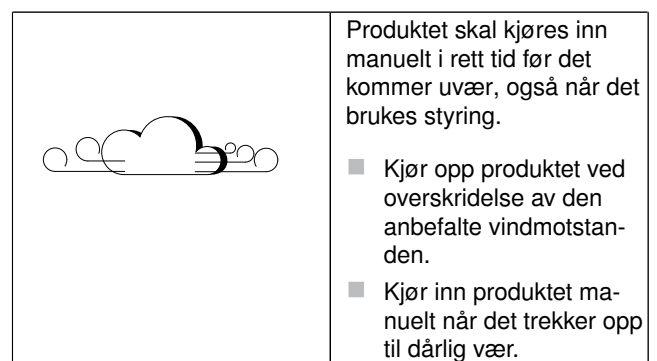 Produktet skal kjøres inn
manuelt i rett tid før det
kommer uvær, også når det
brukes styring.
Kjør opp produktet ved
overskridelse av den
anbefalte vindmotstan-
den.
Kjør inn produktet ma-
nuelt når det trekker opp
til dårlig vær.